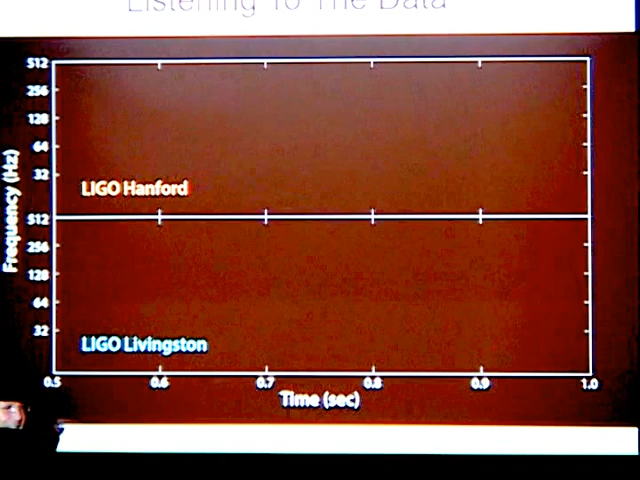 Listening To The Data
512
256
128
64
32
LIGO Hanford
512
256
128
64
32
LIGO Livingston
Frequency (Hz)
0.5 0.6 0.7 0.8 0.9 1.0
Time (sec)